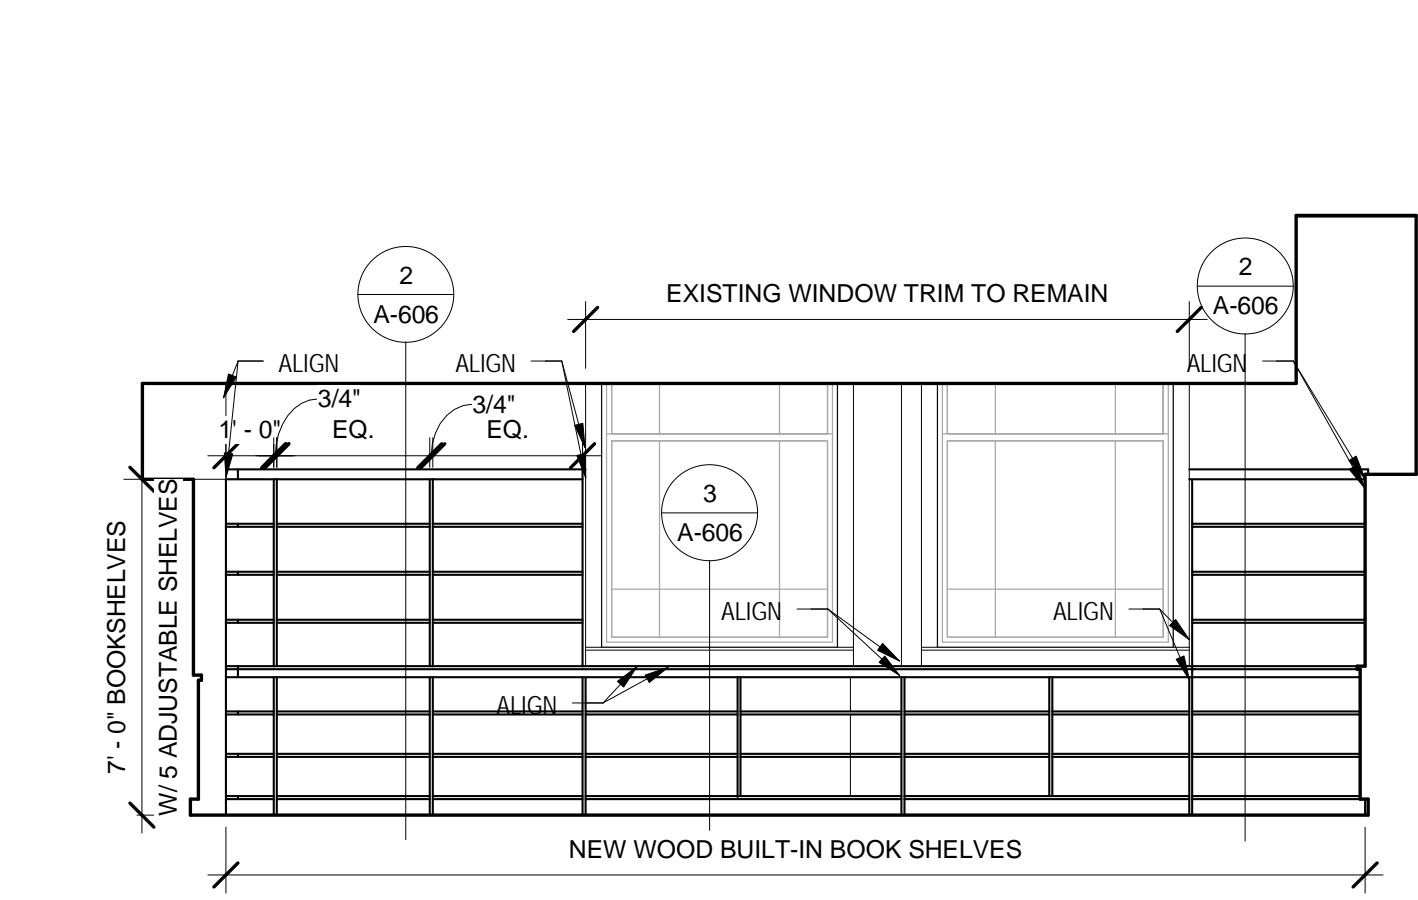 2
A-606
2
A-606
EXISTING WINDOW TRIM TO REMAIN
ALIGN
ALIGN
ALIGN
3/4"
3/4"
1' - 0"
EQ.
EQ.
3
A-606
ALIGN
ALIGN
ALIGN
7' - 0" BOOKSHELVES
W/ 5 ADJUSTABLE SHELVES
NEW WOOD BUILT-IN BOOK SHELVES